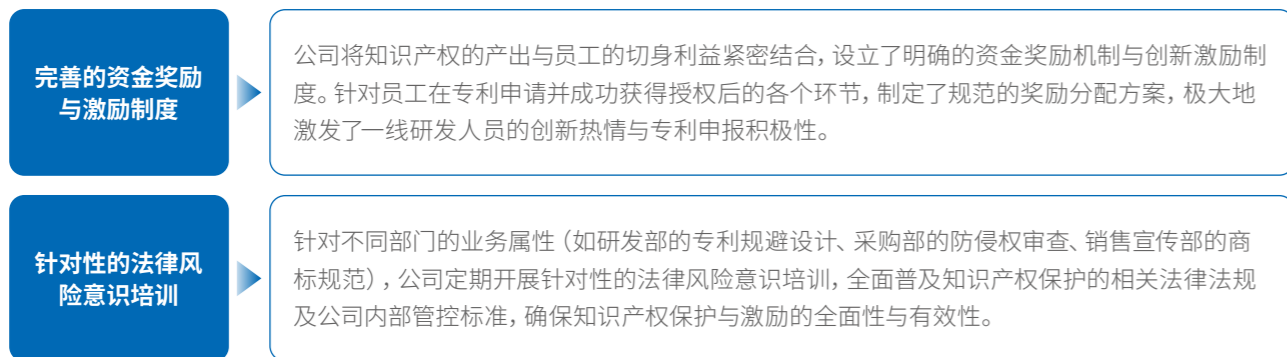 完善的资金奖励
与激励制度
公司将知识产权的产出与员工的切身利益紧密结合，设立了明确的资金奖励机制与创新激励制
度。针对员工在专利申请并成功获得授权后的各个环节，制定了规范的奖励分配方案，极大地
激发了一线研发人员的创新热情与专利申报积极性。
针对性的法律风
险意识培训
针对不同部门的业务属性（如研发部的专利规避设计、采购部的防侵权审查、销售宣传部的商
标规范），公司定期开展针对性的法律风险意识培训，全面普及知识产权保护的相关法律法规
及公司内部管控标准，确保知识产权保护与激励的全面性与有效性。